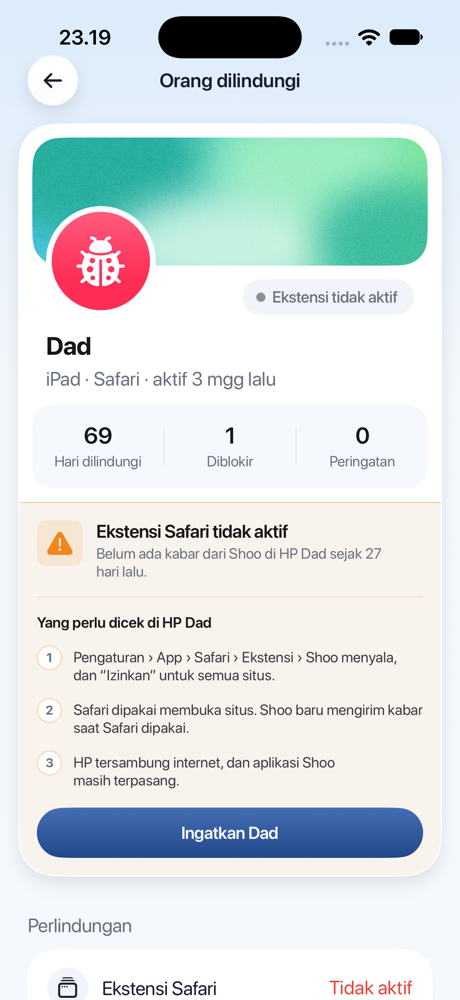 23.19
Orang dilindungi
Ekstensi tidak aktif
Dad
iPad · Safari · aktif 3 mgg lalu
69
Hari dilindungi
1
Diblokir
0
Peringatan
Ekstensi Safari tidak aktif
Belum ada kabar dari Shoo di HP Dad sejak 27
hari lalu.
Yang perlu dicek di HP Dad
1
Pengaturan › App › Safari › Ekstensi › Shoo menyala,
dan “Izinkan” untuk semua situs.
2
Safari dipakai membuka situs. Shoo baru mengirim kabar
saat Safari dipakai.
3
HP tersambung internet, dan aplikasi Shoo
masih terpasang.
Ingatkan Dad
Perlindungan
Ekstensi Safari
Tidak aktif